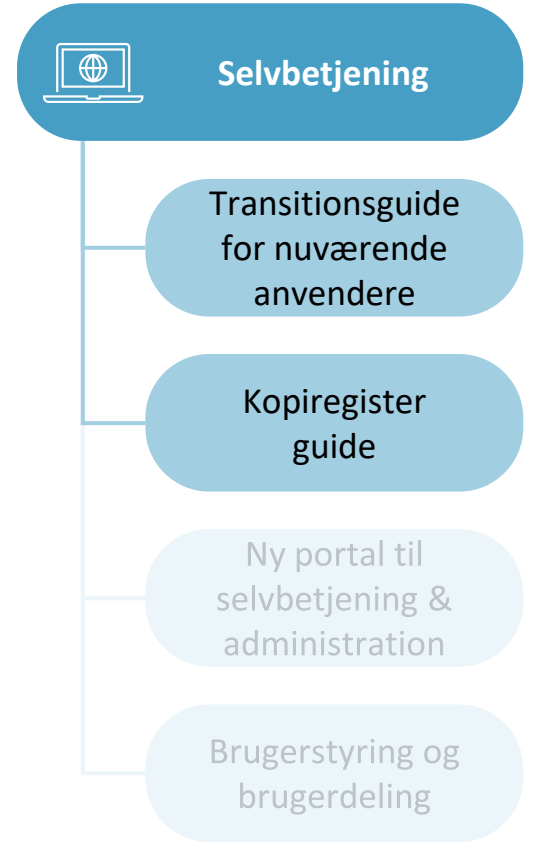 Selvbetjening
Transitionsguide
for nuværende
anvendere
Kopiregister
guide
Ny portal til
selvbetjening &
administration
Brugerstyring og
brugerdeling